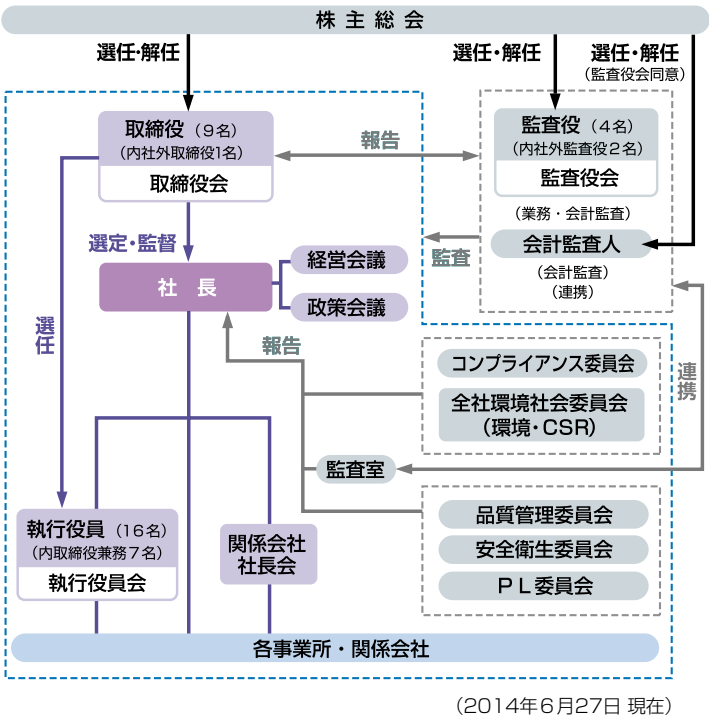 株主総会
選任・解任
選任・解任
選任・解任
(監査役会同意)
取締役（9名）
(内社外取締役1名)
取締役会
報告
監査役（4名）
(内社外監査役2名)
監査役会
(業務・会計監査)
会計監査人
(会計監査)
(連携)
選定・監督
監査
社長
経営会議
政策会議
選任
報告
連携
コンプライアンス委員会
全社環境社会委員会
(環境・CSR)
監査室
品質管理委員会
安全衛生委員会
PL委員会
執行役員（16名）
(内取締役兼務7名)
執行役員会
関係会社
社長会
各事業所・関係会社
（2014年6月27日 現在）